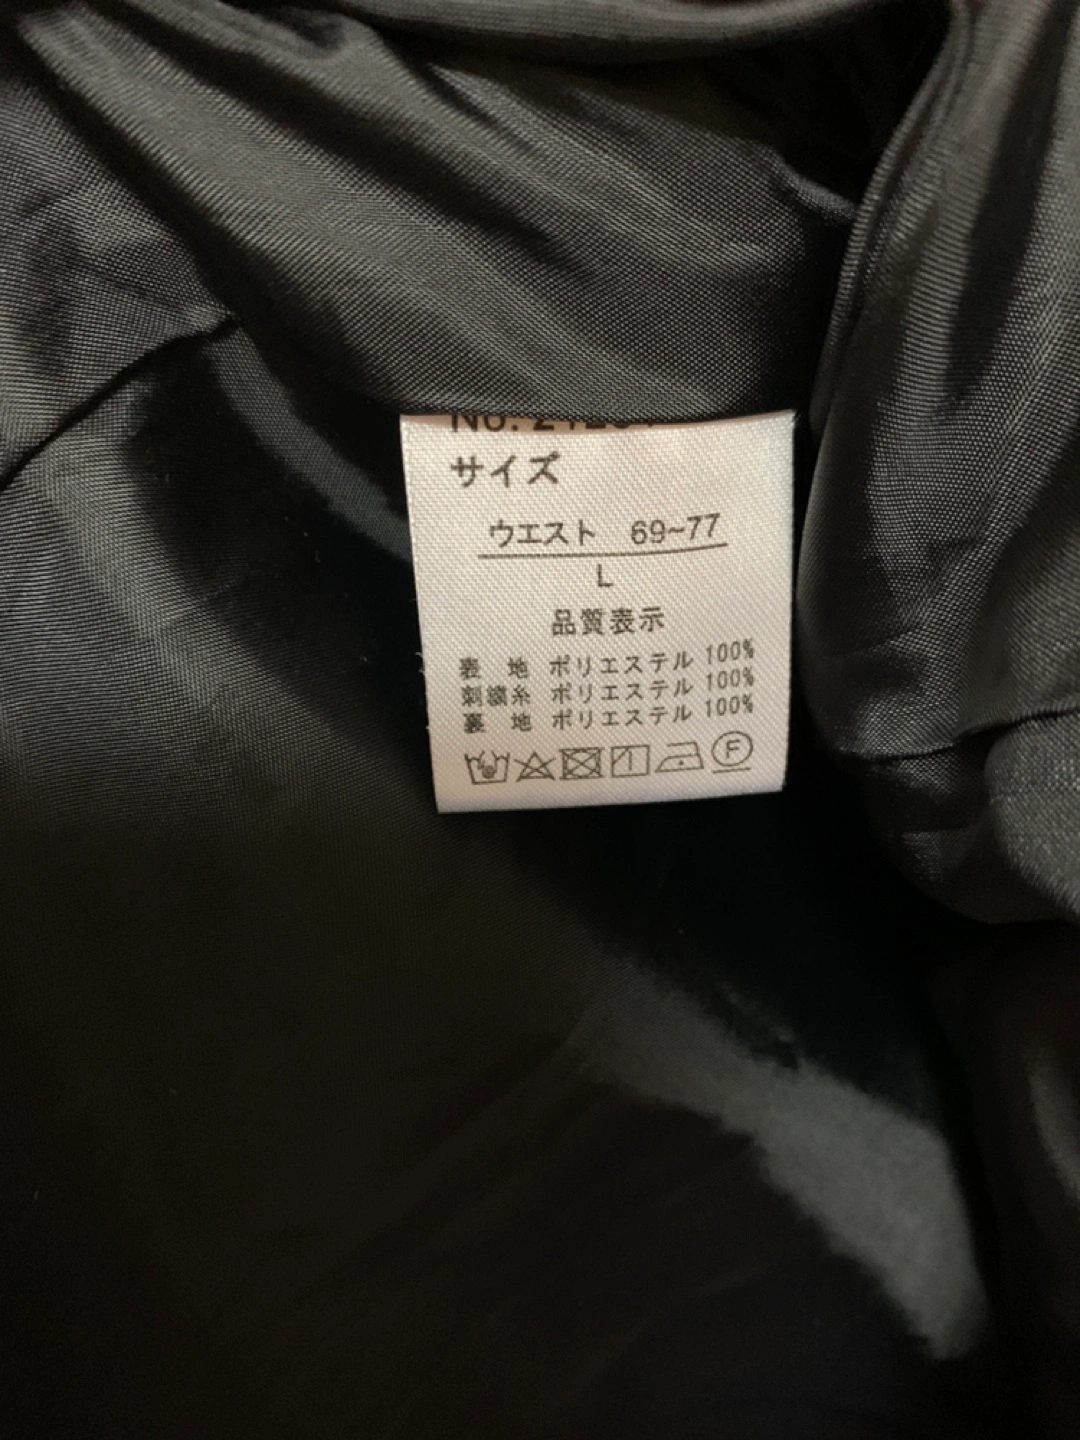 No.
サイズ
ウエスト 69~77
L
品質表示
表 地 ポリエステル 100%
刺繍糸 ポリエステル 100%
裏 地 ポリエステル 100%
F